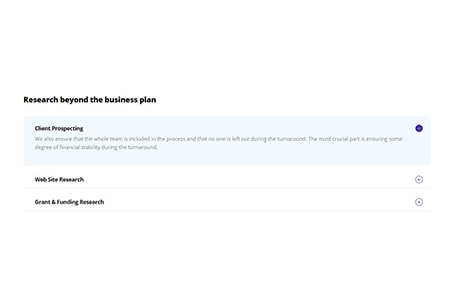 Research beyond the business plan
Client Prospecting
We also ensure that the whole team is included in the process and that no one is left out during the turnaround. The most crucial part is ensuring some
degree of financial stability during the turnaround.
Web Site Research
Grant & Funding Research